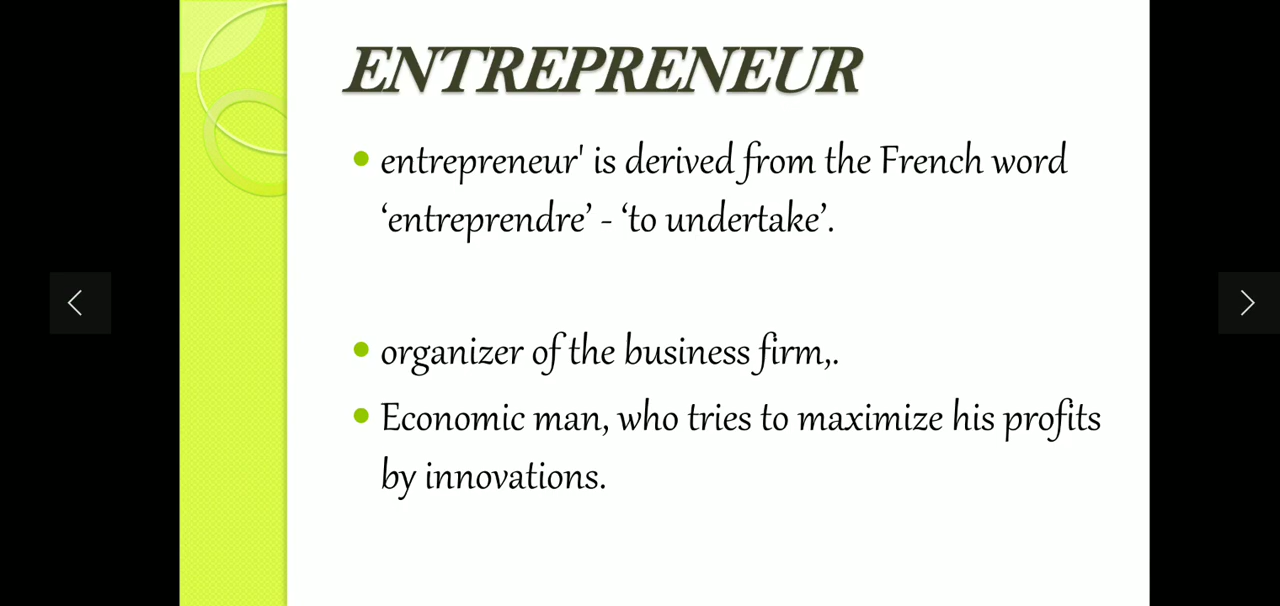 ENTREPRENEUR
entrepreneur' is derived from the French word
‘entreprendre’ - ‘to undertake’.
organizer of the business firm,.
Economic man, who tries to maximize his profits
by innovations.